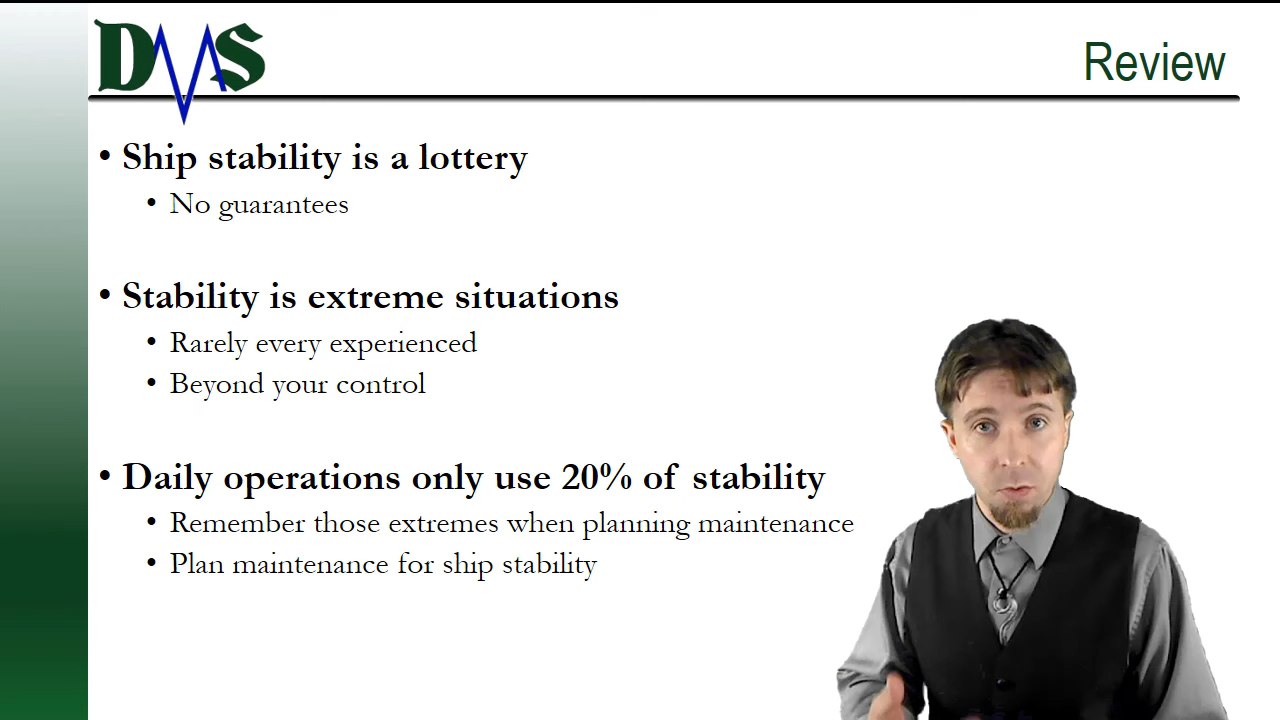 DMS
Review
• Ship stability is a lottery
• No guarantees
• Stability is extreme situations
• Rarely every experienced
• Beyond your control
• Daily operations only use 20% of stability
• Remember those extremes when planning maintenance
• Plan maintenance for ship stability